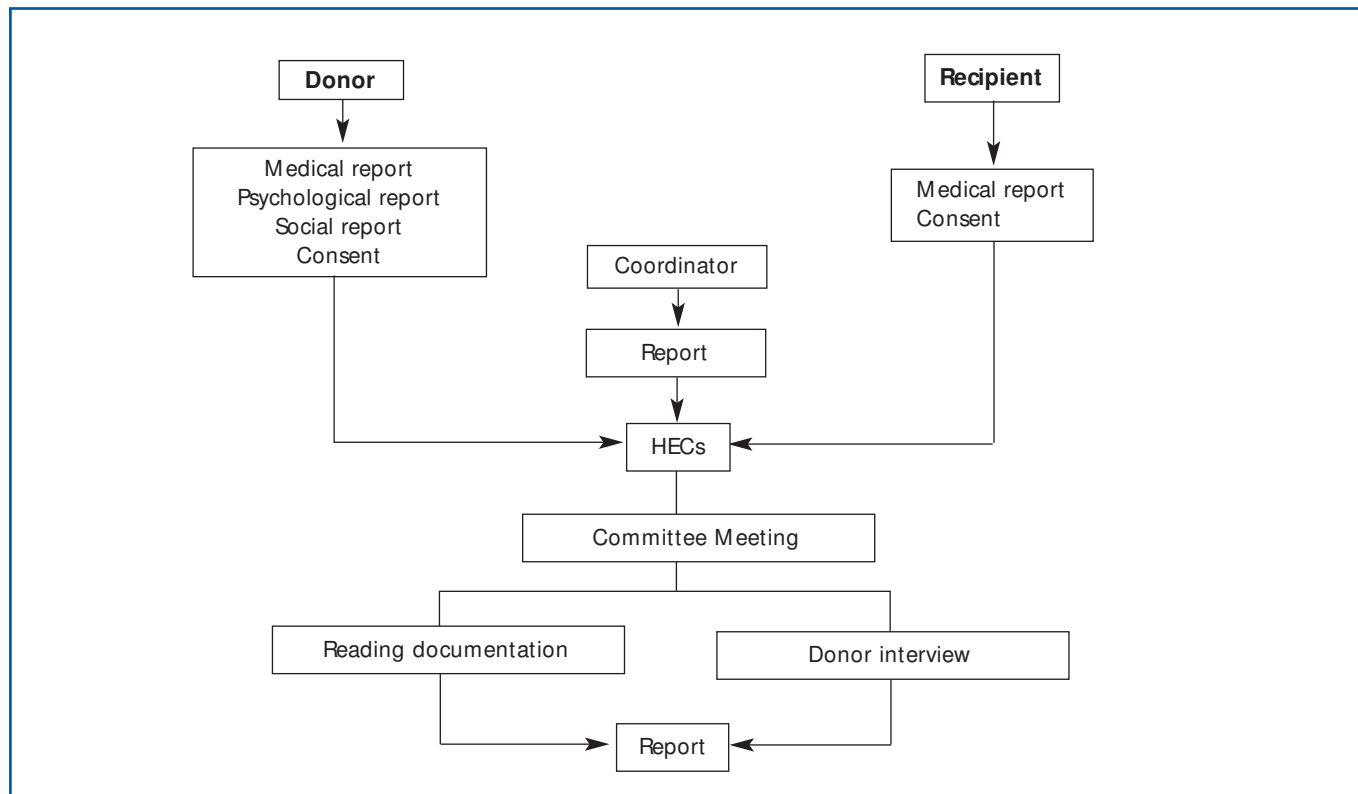 Donor
Recipient
Medical report
Psychological report
Social report
Consent
Medical report
Consent
Coordinator
Report
HECs
Committee Meeting
Reading documentation
Donor interview
Report